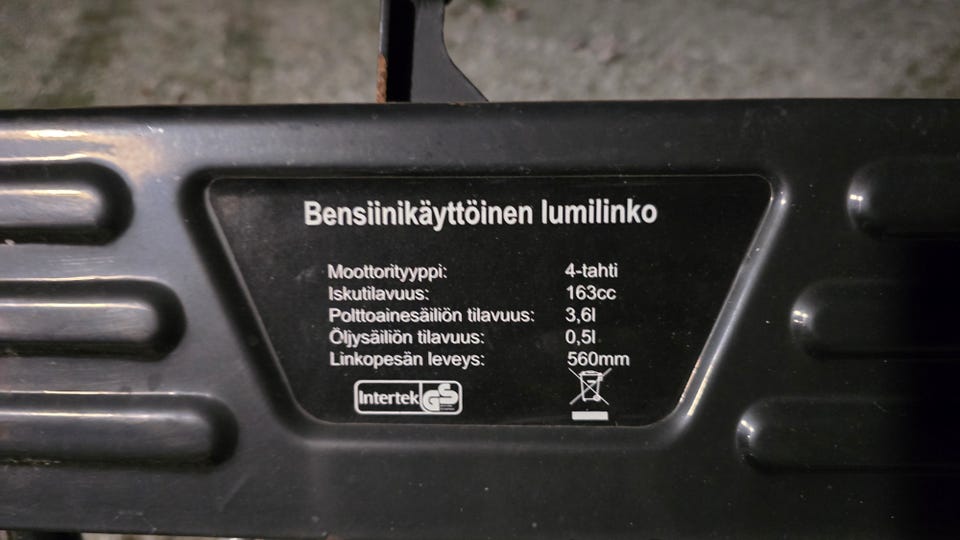 Bensiinikäyttöinen lumilinko
Moottorityyppi: 4-tahti
Iskutilavuus: 163cc
Polttoainesäiliön tilavuus: 3,6l
Öljysäiliön tilavuus: 0,5l
Linkopesän leveys: 560mm
Intertek GS